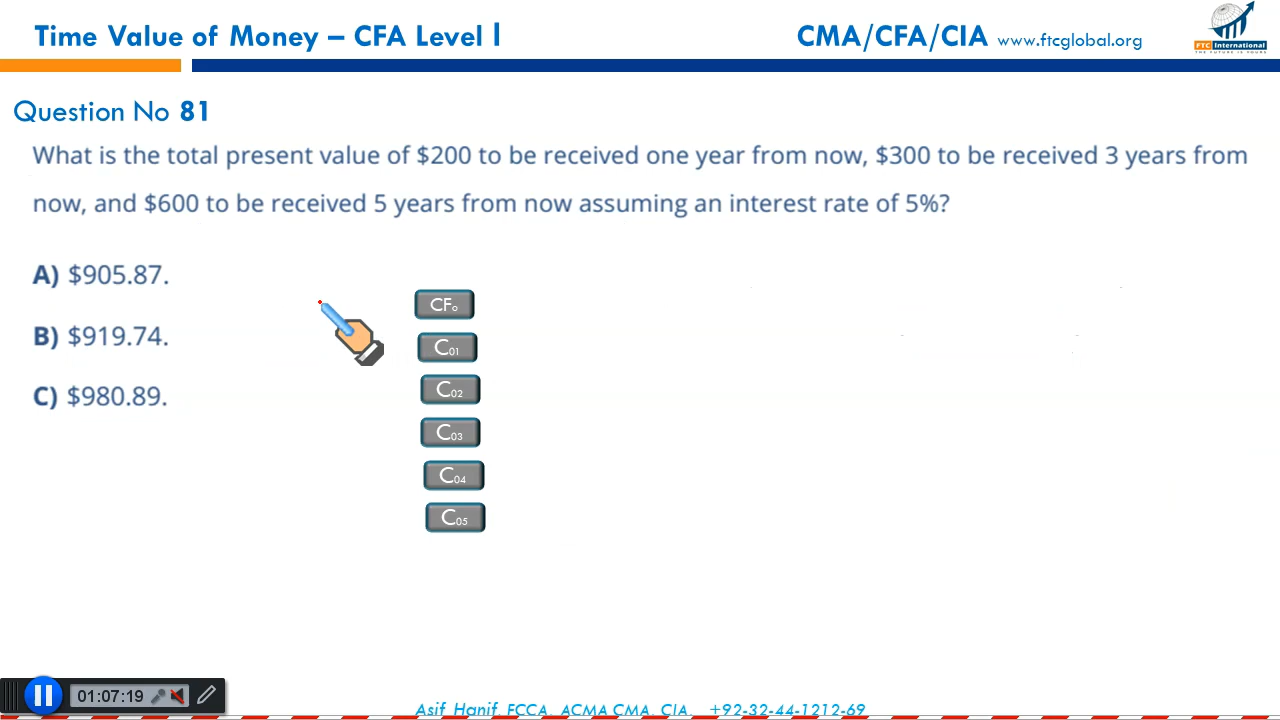 Time Value of Money – CFA Level I
CMA/CFA/CIA www.ftcglobal.org
FTC International
THE FUTURE IS YOURS
Question No 81
What is the total present value of $200 to be received one year from now, $300 to be received 3 years from
now, and $600 to be received 5 years from now assuming an interest rate of 5%?
A) $905.87.
B) $919.74.
C) $980.89.
CF₀
C₀₁
C₀₂
C₀₃
C₀₄
C₀₅
01:07:19
Asif Hanif, FCCA, ACMA CMA, CIA, +92-32-44-1212-69